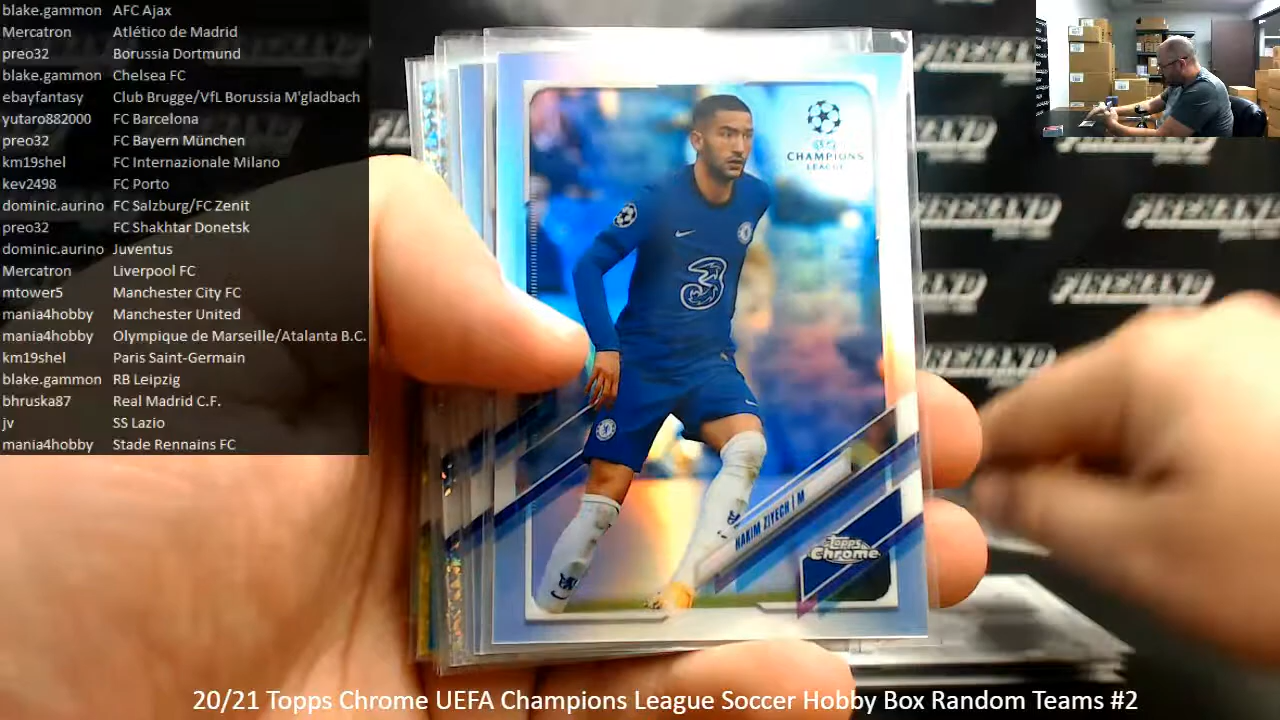 blake.gammon AFC Ajax
Mercatron Atlético de Madrid
preo32 Borussia Dortmund
blake.gammon Chelsea FC
ebayfantasy Club Brugge/VfL Borussia M'gladbach
yutaro882000 FC Barcelona
preo32 FC Bayern München
km19shel FC Internazionale Milano
kev2498 FC Porto
dominic.aurino FC Salzburg/FC Zenit
preo32 FC Shakhtar Donetsk
dominic.aurino Juventus
Mercatron Liverpool FC
mtower5 Manchester City FC
mania4hobby Manchester United
mania4hobby Olympique de Marseille/Atalanta B.C.
km19shel Paris Saint-Germain
blake.gammon RB Leipzig
bhruska87 Real Madrid C.F.
jv SS Lazio
mania4hobby Stade Rennains FC
CHAMPIONS
LEAGUE
3
HAKIM ZIYECH | M
Topps
Chrome
FIREHAND
FIREHAND
FIREHAND
FIREHAND
20/21 Topps Chrome UEFA Champions League Soccer Hobby Box Random Teams #2